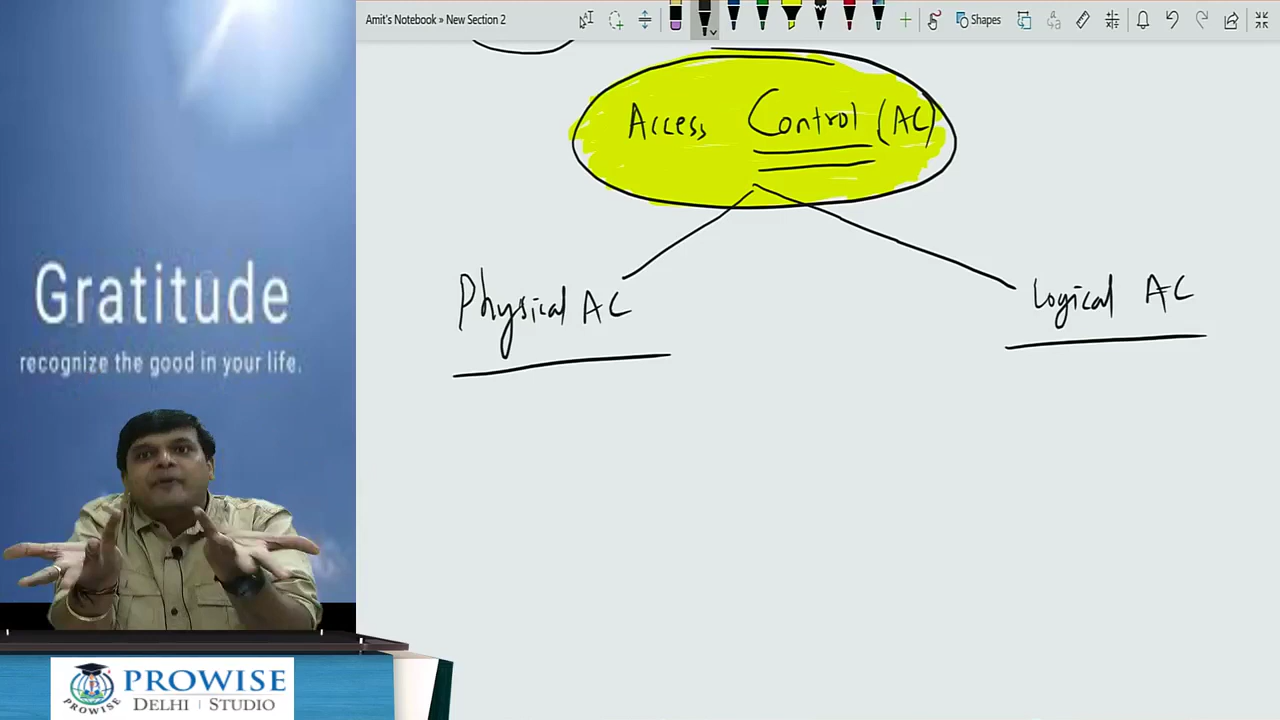 Amit's Notebook » New Section 2
Shapes
Access Control (AC)
Physical AC
Logical AC
Gratitude
recognize the good in your life.
PROWISE
PROWISE
DELHI | STUDIO